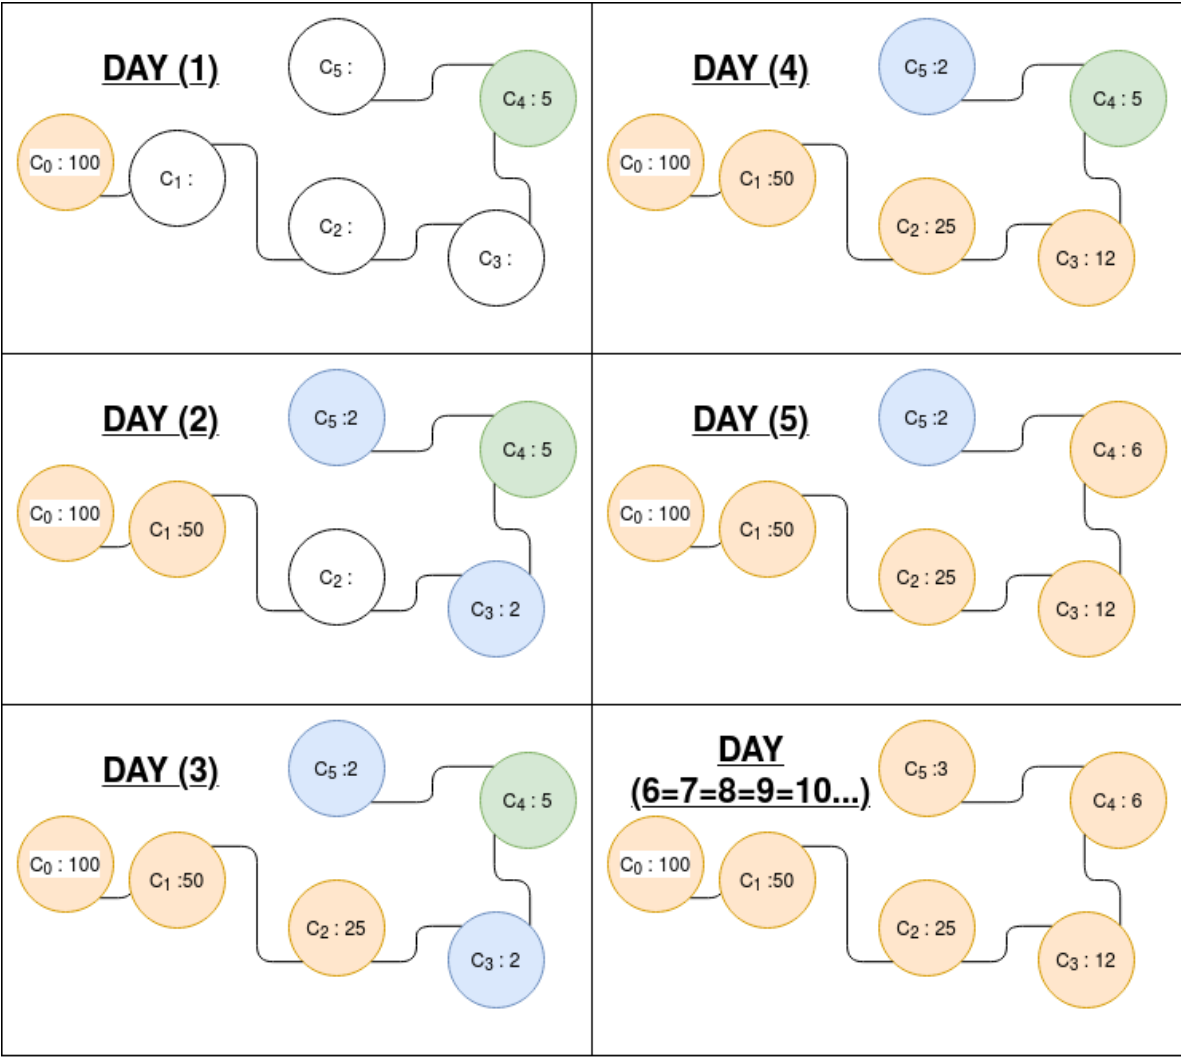 DAY (1)
C₅ :
C₄ : 5
C₀ : 100
C₁ :
C₂ :
C₃ :
DAY (4)
C₅ :2
C₄ : 5
C₀ : 100
C₁ :50
C₂ : 25
C₃ : 12
DAY (2)
C₅ :2
C₄ : 5
C₀ : 100
C₁ :50
C₂ :
C₃ : 2
DAY (5)
C₅ :2
C₄ : 6
C₀ : 100
C₁ :50
C₂ : 25
C₃ : 12
DAY (3)
C₅ :2
C₄ : 5
C₀ : 100
C₁ :50
C₂ : 25
C₃ : 2
DAY
(6=7=8=9=10...)
C₅ :3
C₄ : 6
C₀ : 100
C₁ :50
C₂ : 25
C₃ : 12